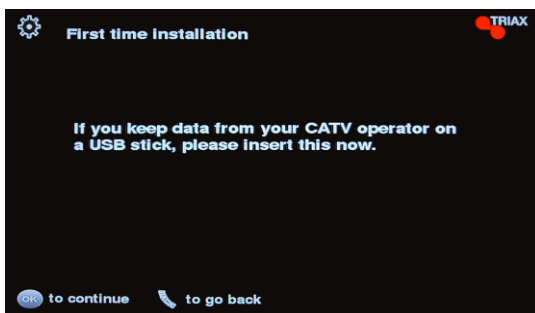 First time installation
TRIAX
If you keep data from your CATV operator on
a USB stick, please insert this now.
OK to continue
to go back